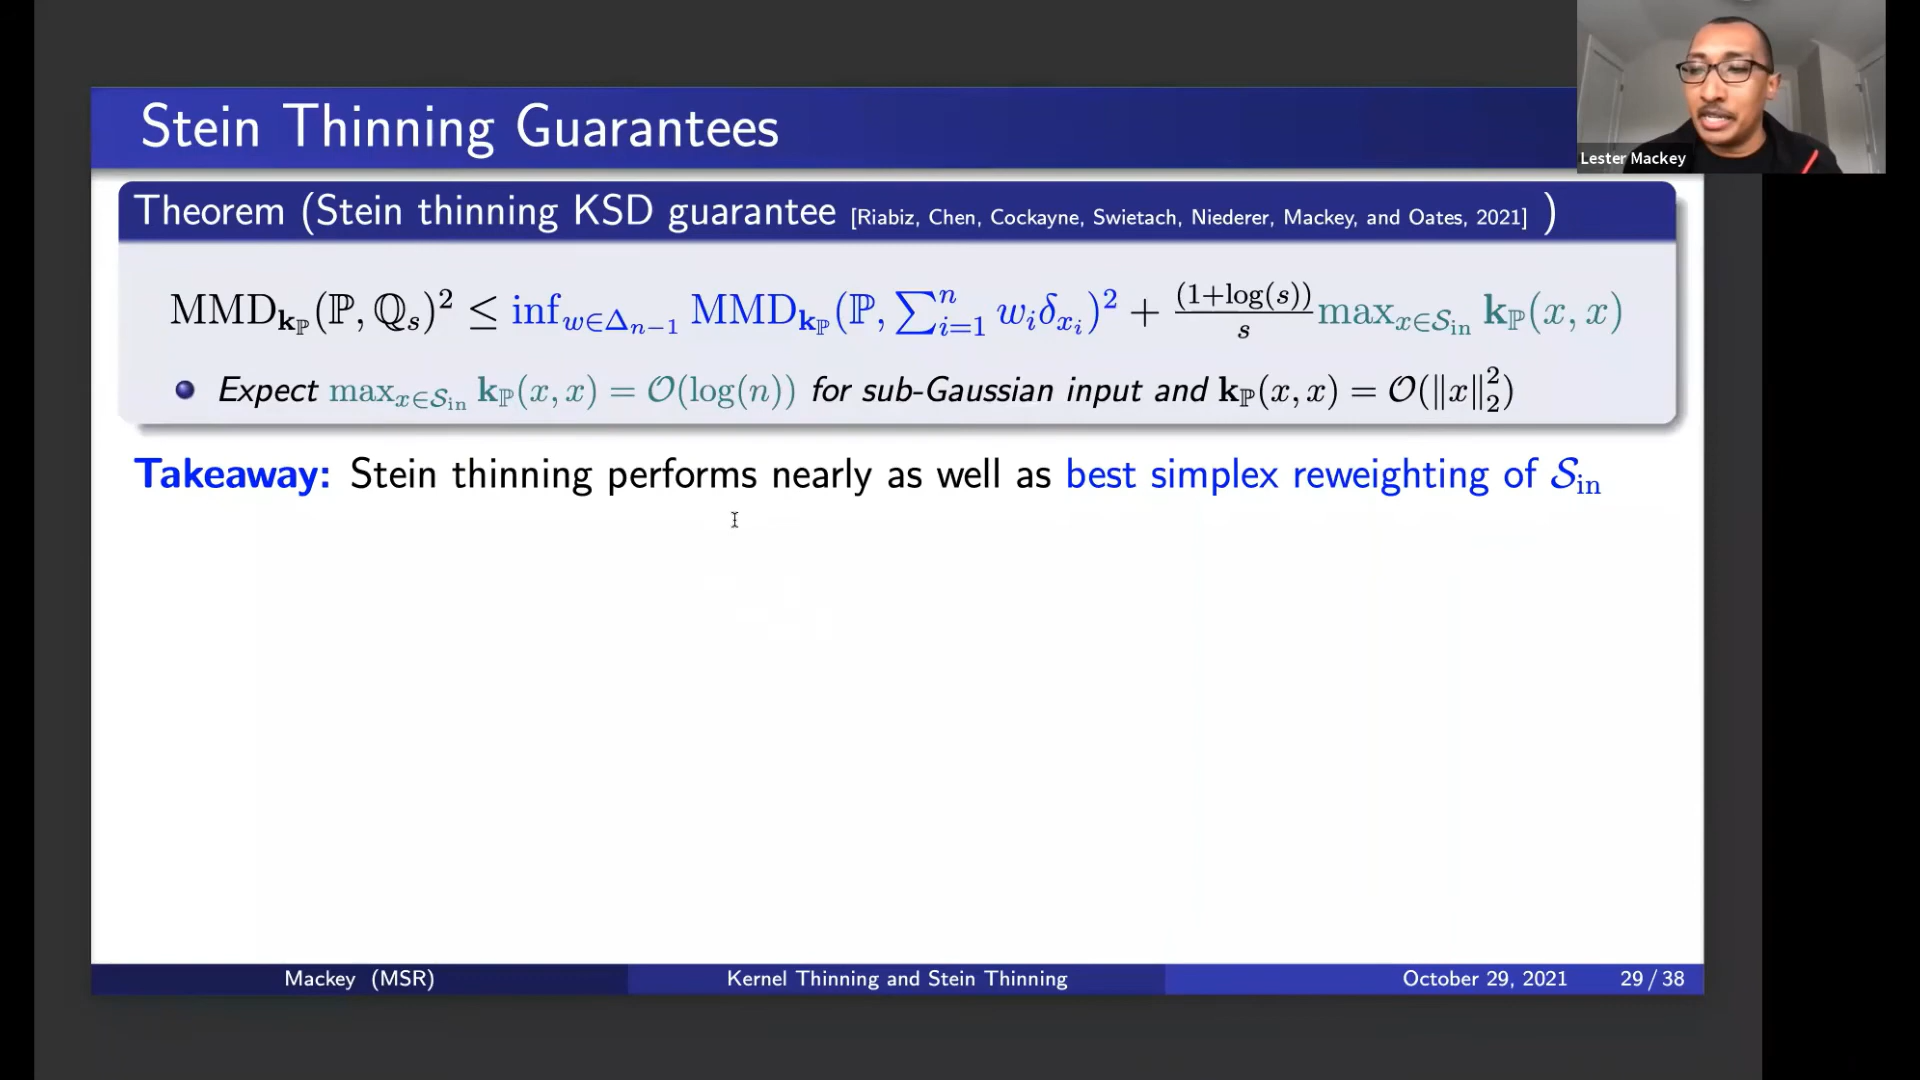 Stein Thinning Guarantees
Lester Mackey
Theorem (Stein thinning KSD guarantee [Riabiz, Chen, Cockayne, Swietach, Niederer, Mackey, and Oates, 2021] )
MMD_{k_ℙ}(ℙ, ℚ_s)² ≤ inf_{w∈Δ_{n−1}} MMD_{k_ℙ}(ℙ, ∑_{i=1}^{n} w_i δ_{x_i})² + \frac{(1+log(s))}{s} max_{x∈𝒮_in} k_ℙ(x, x)
• Expect max_{x∈𝒮_in} k_ℙ(x, x) = 𝒪(log(n)) for sub-Gaussian input and k_ℙ(x, x) = 𝒪(‖x‖₂²)
Takeaway: Stein thinning performs nearly as well as best simplex reweighting of 𝒮_in
Mackey (MSR) Kernel Thinning and Stein Thinning October 29, 2021 29 / 38